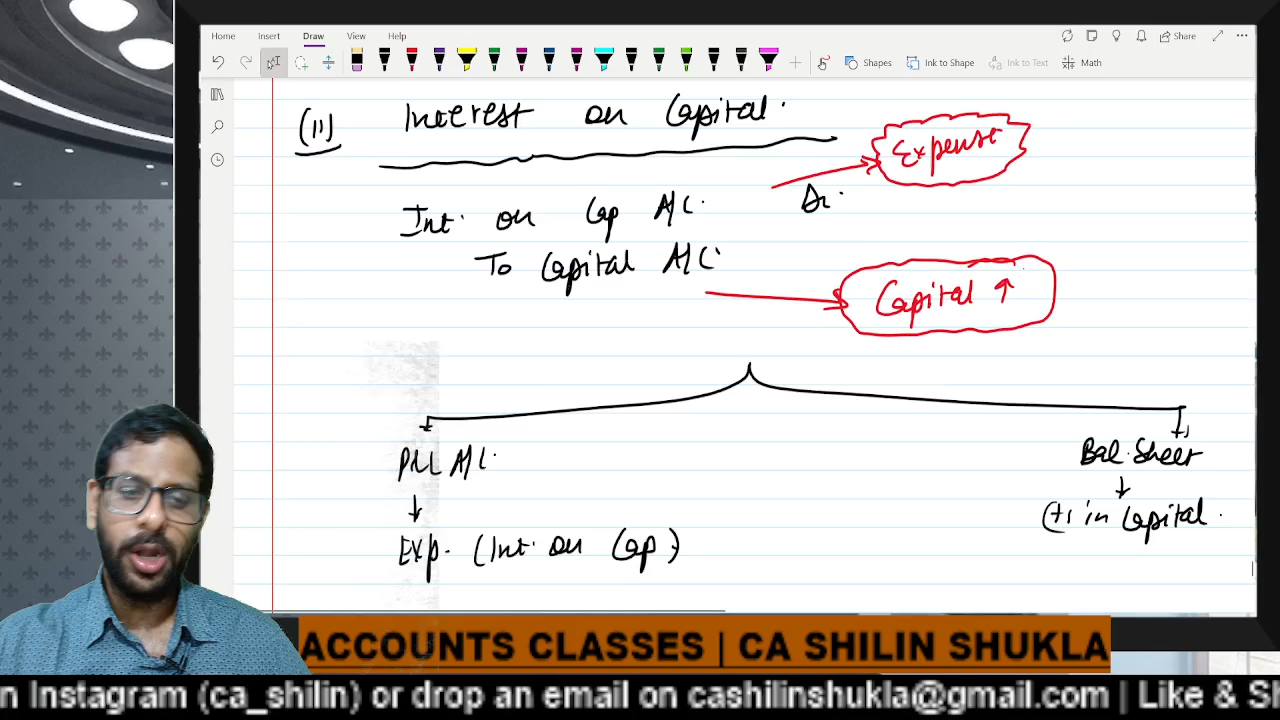 Home Insert Draw View Help
Share
Shapes Ink to Shape Ink to Text Math
(11) Interest on Capital.
Expense
Int. on Cap A/C. Dr.
To Capital A/C.
Capital ↑
P&L A/C. Bal. Sheet
↓ ↓
Exp. (Int. on Cap) (+) in Capital.
ACCOUNTS CLASSES | CA SHILIN SHUKLA
n Instagram (ca_shilin) or drop an email on cashilinshukla@gmail.com | Like & Sh